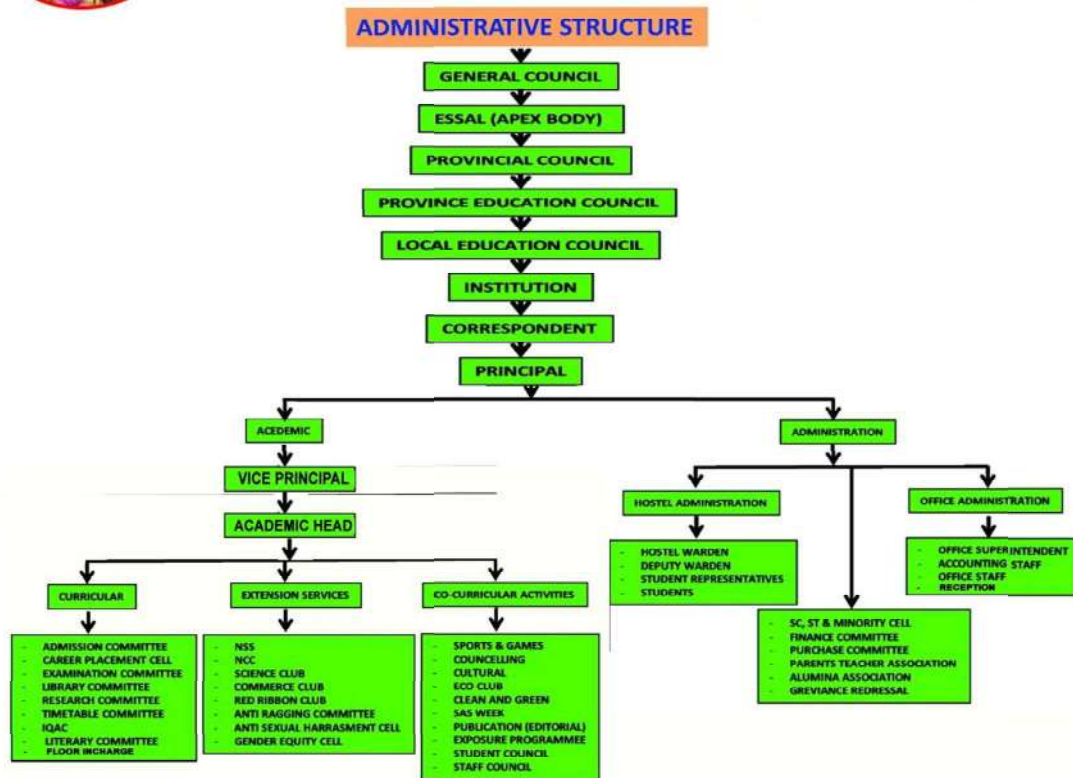 ADMINISTRATIVE STRUCTURE
GENERAL COUNCIL
ESSAL (APEX BODY)
PROVINCIAL COUNCIL
PROVINCE EDUCATION COUNCIL
LOCAL EDUCATION COUNCIL
INSTITUTION
CORRESPONDENT
PRINCIPAL
ACEDEMIC
VICE PRINCIPAL
ACADEMIC HEAD
CURRICULAR
- ADMISSION COMMITTEE
- CAREER PLACEMENT CELL
- EXAMINATION COMMITTEE
- LIBRARY COMMITTEE
- RESEARCH COMMITTEE
- TIMETABLE COMMITTEE
- IQAC
- LITERARY COMMITTEE
- FLOOR INCHARGE
EXTENSION SERVICES
- NSS
- NCC
- SCIENCE CLUB
- COMMERCE CLUB
- RED RIBBON CLUB
- ANTI RAGGING COMMITTEE
- ANTI SEXUAL HARRASMENT CELL
- GENDER EQUITY CELL
CO-CURRICULAR ACTIVITIES
- SPORTS & GAMES
- COUNCELLING
- CULTURAL
- ECO CLUB
- CLEAN AND GREEN
- SAS WEEK
- PUBLICATION (EDITORIAL)
- EXPOSURE PROGRAMMEE
- STUDENT COUNCIL
- STAFF COUNCIL
ADMINISTRATION
HOSTEL ADMINISTRATION
- HOSTEL WARDEN
- DEPUTY WARDEN
- STUDENT REPRESENTATIVES
- STUDENTS
- SC, ST & MINORITY CELL
- FINANCE COMMITTEE
- PURCHASE COMMITTEE
- PARENTS TEACHER ASSOCIATION
- ALUMINA ASSOCIATION
- GREVIANCE REDRESSAL
OFFICE ADMINISTRATION
- OFFICE SUPER INTENDENT
- ACCOUNTING STAFF
- OFFICE STAFF
- RECEPTION